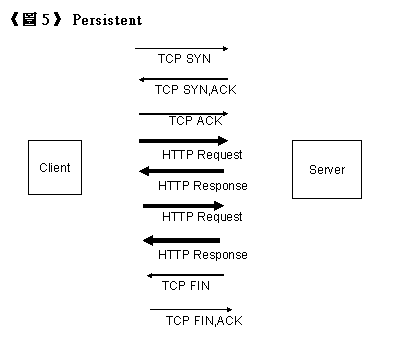 《圖 5》 Persistent
TCP SYN
TCP SYN,ACK
TCP ACK
HTTP Request
Client
HTTP Response
Server
HTTP Request
HTTP Response
TCP FIN
TCP FIN,ACK